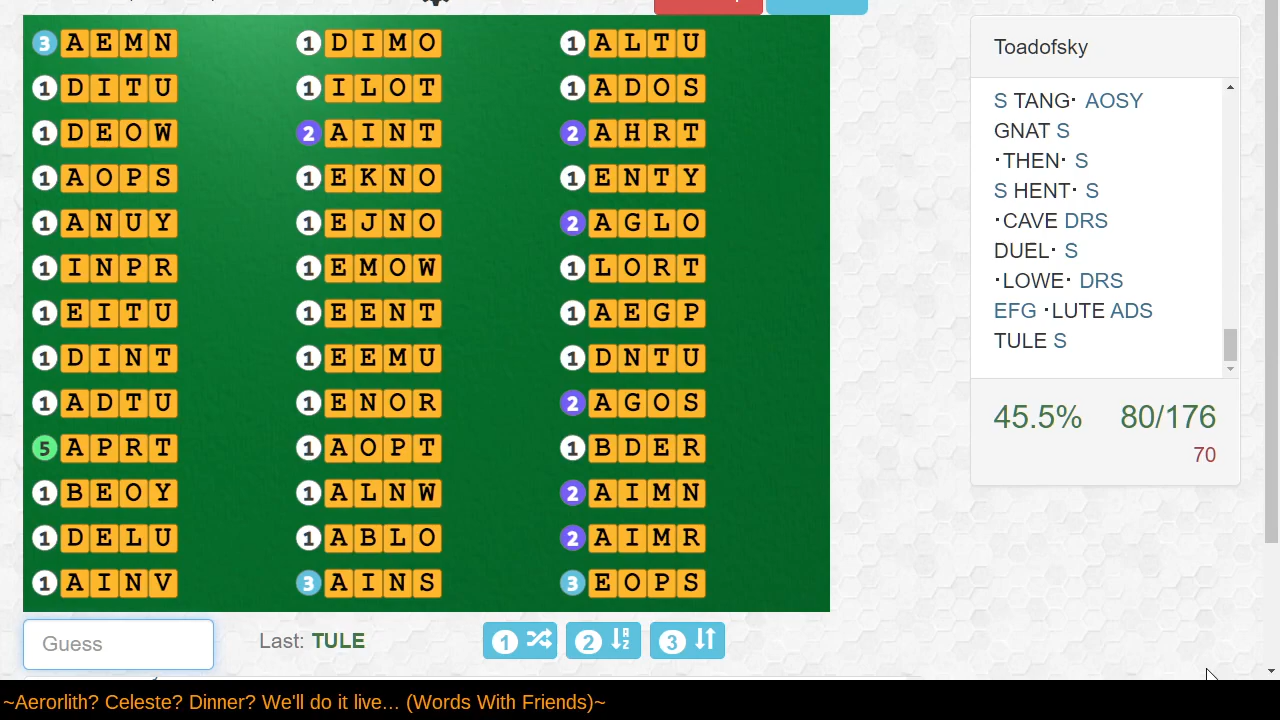 3 AEMN 1 DIMO 1 ALTU
1 DITU 1 ILOT 1 ADOS
1 DEOW 2 AINT 2 AHRT
1 AOPS 1 EKNO 1 ENTY
1 ANUY 1 EJNO 2 AGLO
1 INPR 1 EMOW 1 LORT
1 EITU 1 EENT 1 AEGP
1 DINT 1 EEMU 1 DNTU
1 ADTU 1 ENOR 2 AGOS
5 APRT 1 AOPT 1 BDER
1 BEOY 1 ALNW 2 AIMN
1 DELU 1 ABLO 2 AIMR
1 AINV 3 AINS 3 EOPS
Guess Last: TULE 1 2 3
Toadofsky
S TANG· AOSY
GNAT S
·THEN· S
S HENT· S
·CAVE DRS
DUEL· S
·LOWE· DRS
EFG ·LUTE ADS
TULE S
45.5% 80/176
70
~Aerorlith? Celeste? Dinner? We'll do it live... (Words With Friends)~